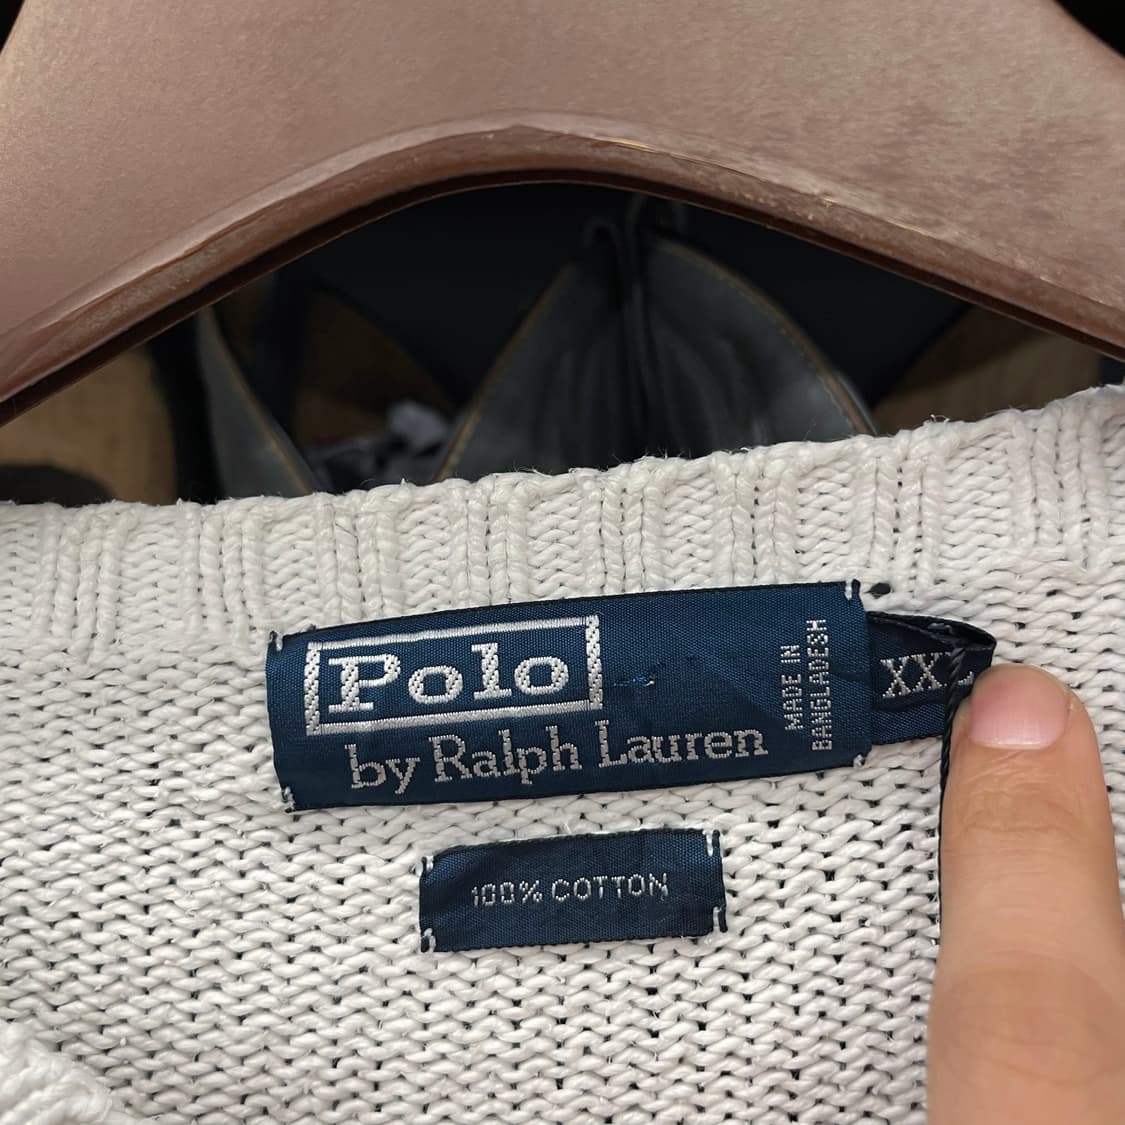 Polo
by Ralph Lauren
MADE IN
BANGLADESH
XX
100% COTTON